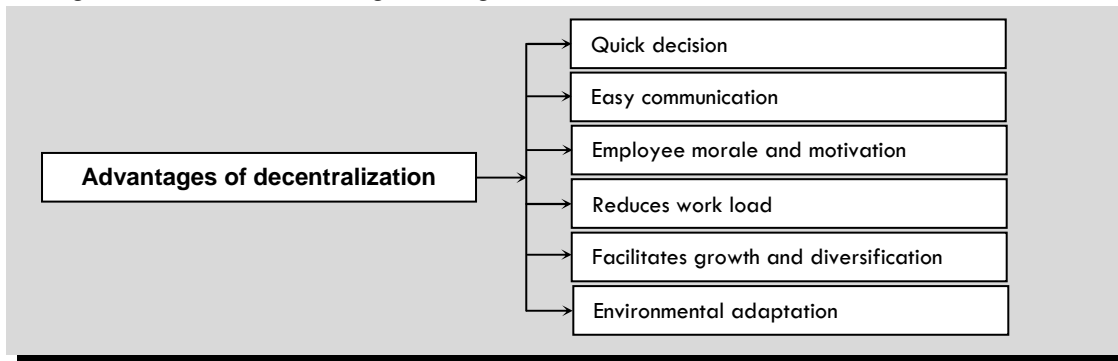 Quick decision
Easy communication
Employee morale and motivation
Advantages of decentralization
Reduces work load
Facilitates growth and diversification
Environmental adaptation